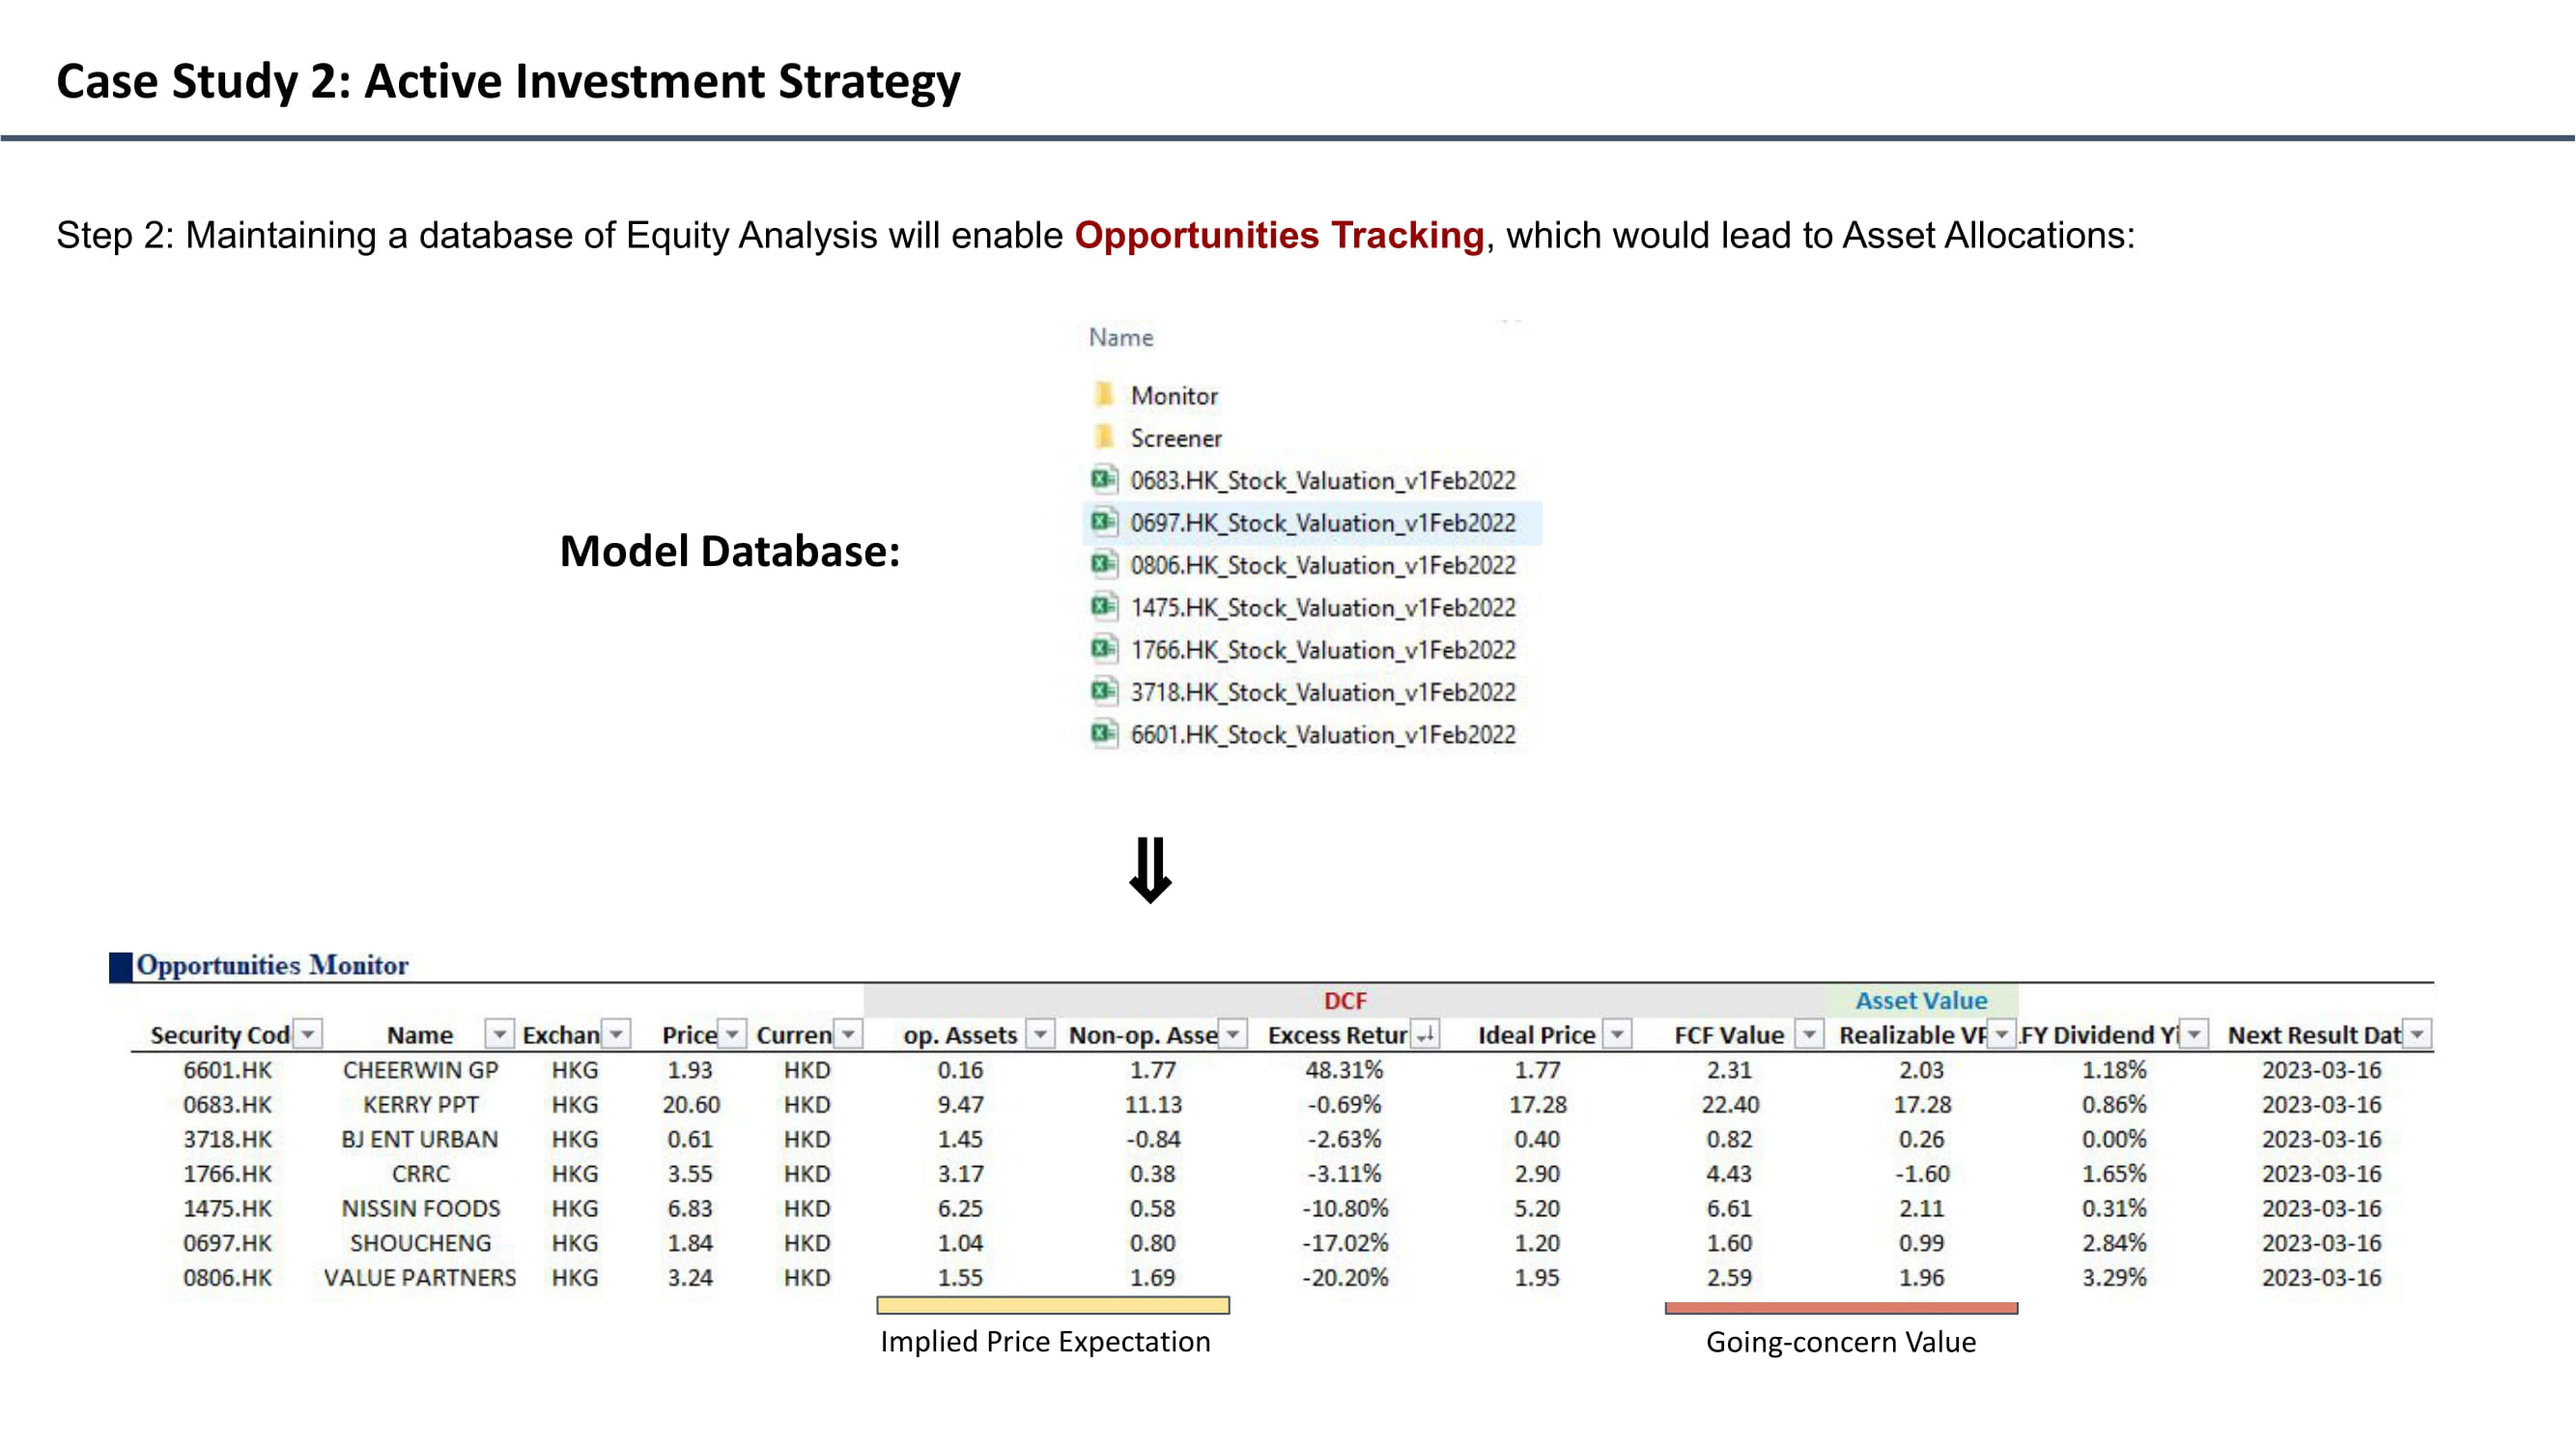 Case Study 2: Active Investment Strategy
Step 2: Maintaining a database of Equity Analysis will enable Opportunities Tracking, which would lead to Asset Allocations:
Name
Monitor
Screener
0683.HK_Stock_Valuation_v1Feb2022
0697.HK_Stock_Valuation_v1Feb2022
Model Database:
0806.HK_Stock_Valuation_v1Feb2022
1475.HK_Stock_Valuation_v1Feb2022
1766.HK_Stock_Valuation_v1Feb2022
3718.HK_Stock_Valuation_v1Feb2022
6601.HK_Stock_Valuation_v1Feb2022
⇓
Opportunities Monitor
DCF Asset Value
Security Cod Name Exchan Price Curren op. Assets Non-op. Asse Excess Retur Ideal Price FCF Value Realizable VP .FY Dividend Yi Next Result Dat
6601.HK CHEERWIN GP HKG 1.93 HKD 0.16 1.77 48.31% 1.77 2.31 2.03 1.18% 2023-03-16
0683.HK KERRY PPT HKG 20.60 HKD 9.47 11.13 -0.69% 17.28 22.40 17.28 0.86% 2023-03-16
3718.HK BJ ENT URBAN HKG 0.61 HKD 1.45 -0.84 -2.63% 0.40 0.82 0.26 0.00% 2023-03-16
1766.HK CRRC HKG 3.55 HKD 3.17 0.38 -3.11% 2.90 4.43 -1.60 1.65% 2023-03-16
1475.HK NISSIN FOODS HKG 6.83 HKD 6.25 0.58 -10.80% 5.20 6.61 2.11 0.31% 2023-03-16
0697.HK SHOUCHENG HKG 1.84 HKD 1.04 0.80 -17.02% 1.20 1.60 0.99 2.84% 2023-03-16
0806.HK VALUE PARTNERS HKG 3.24 HKD 1.55 1.69 -20.20% 1.95 2.59 1.96 3.29% 2023-03-16
Implied Price Expectation Going-concern Value